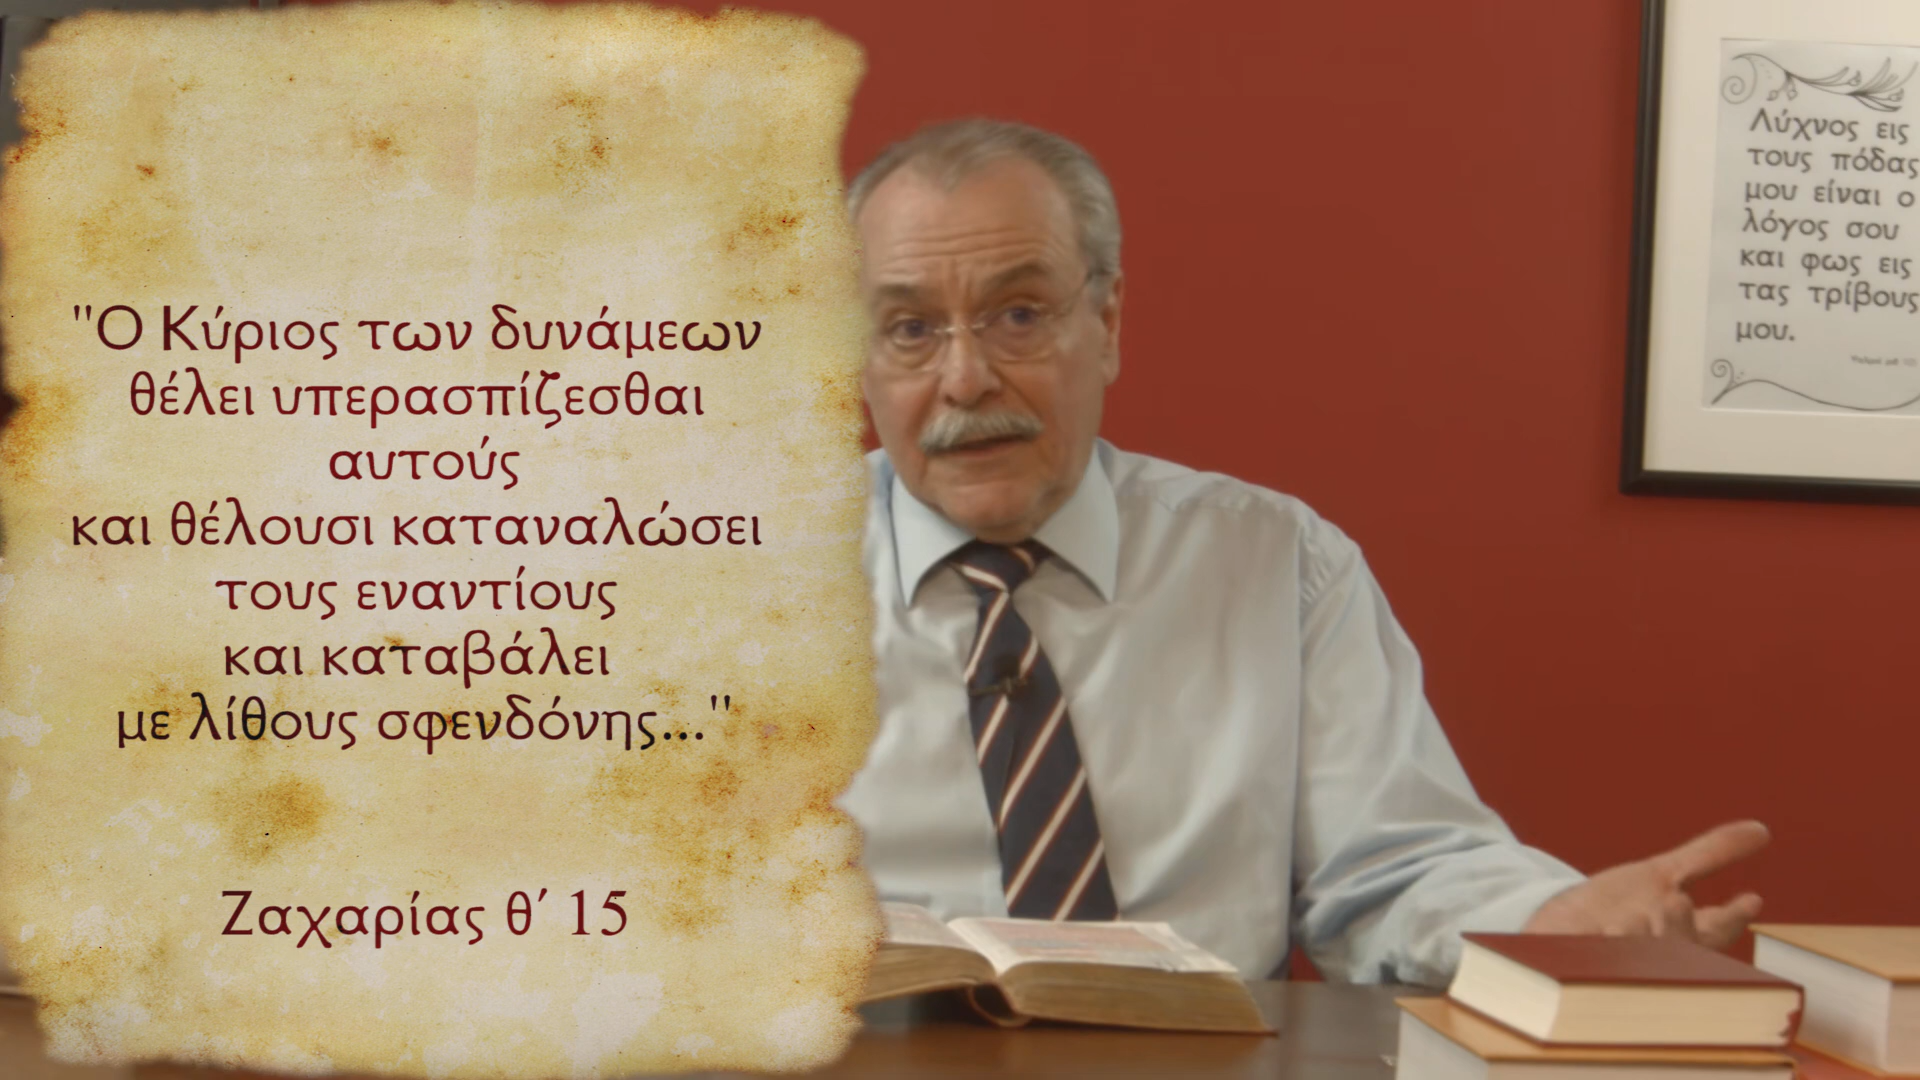 "Ο Κύριος των δυνάμεων
θέλει υπερασπίζεσθαι
αυτούς
και θέλουσι καταναλώσει
τους εναντίους
και καταβάλει
με λίθους σφενδόνης..."
Ζαχαρίας θ΄ 15
Λύχνος εις
τους πόδας
μου είναι ο
λόγος σου
και φως εις
τας τρίβους
μου.